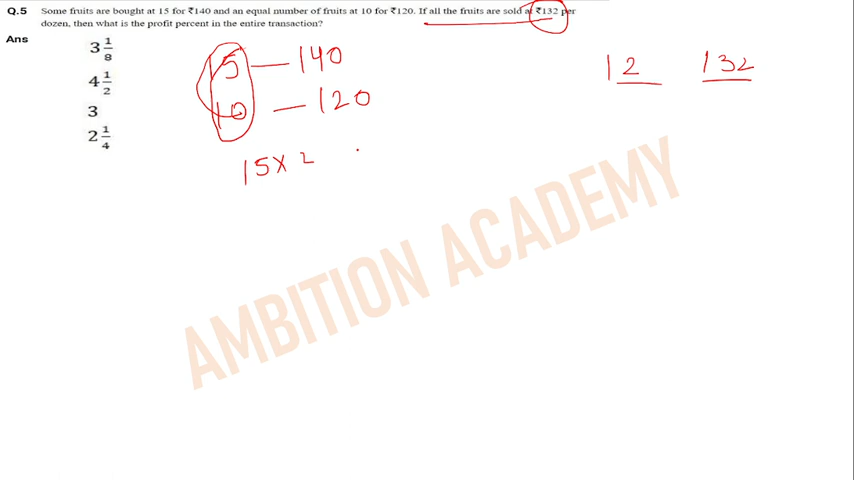 Q.5 Some fruits are bought at 15 for ₹140 and an equal number of fruits at 10 for ₹120. If all the fruits are sold at ₹132 per
dozen, then what is the profit percent in the entire transaction?
Ans
3 1/8
4 1/2
3
2 1/4
15 — 140
10 — 120
15 x 2
12 132
AMBITION ACADEMY